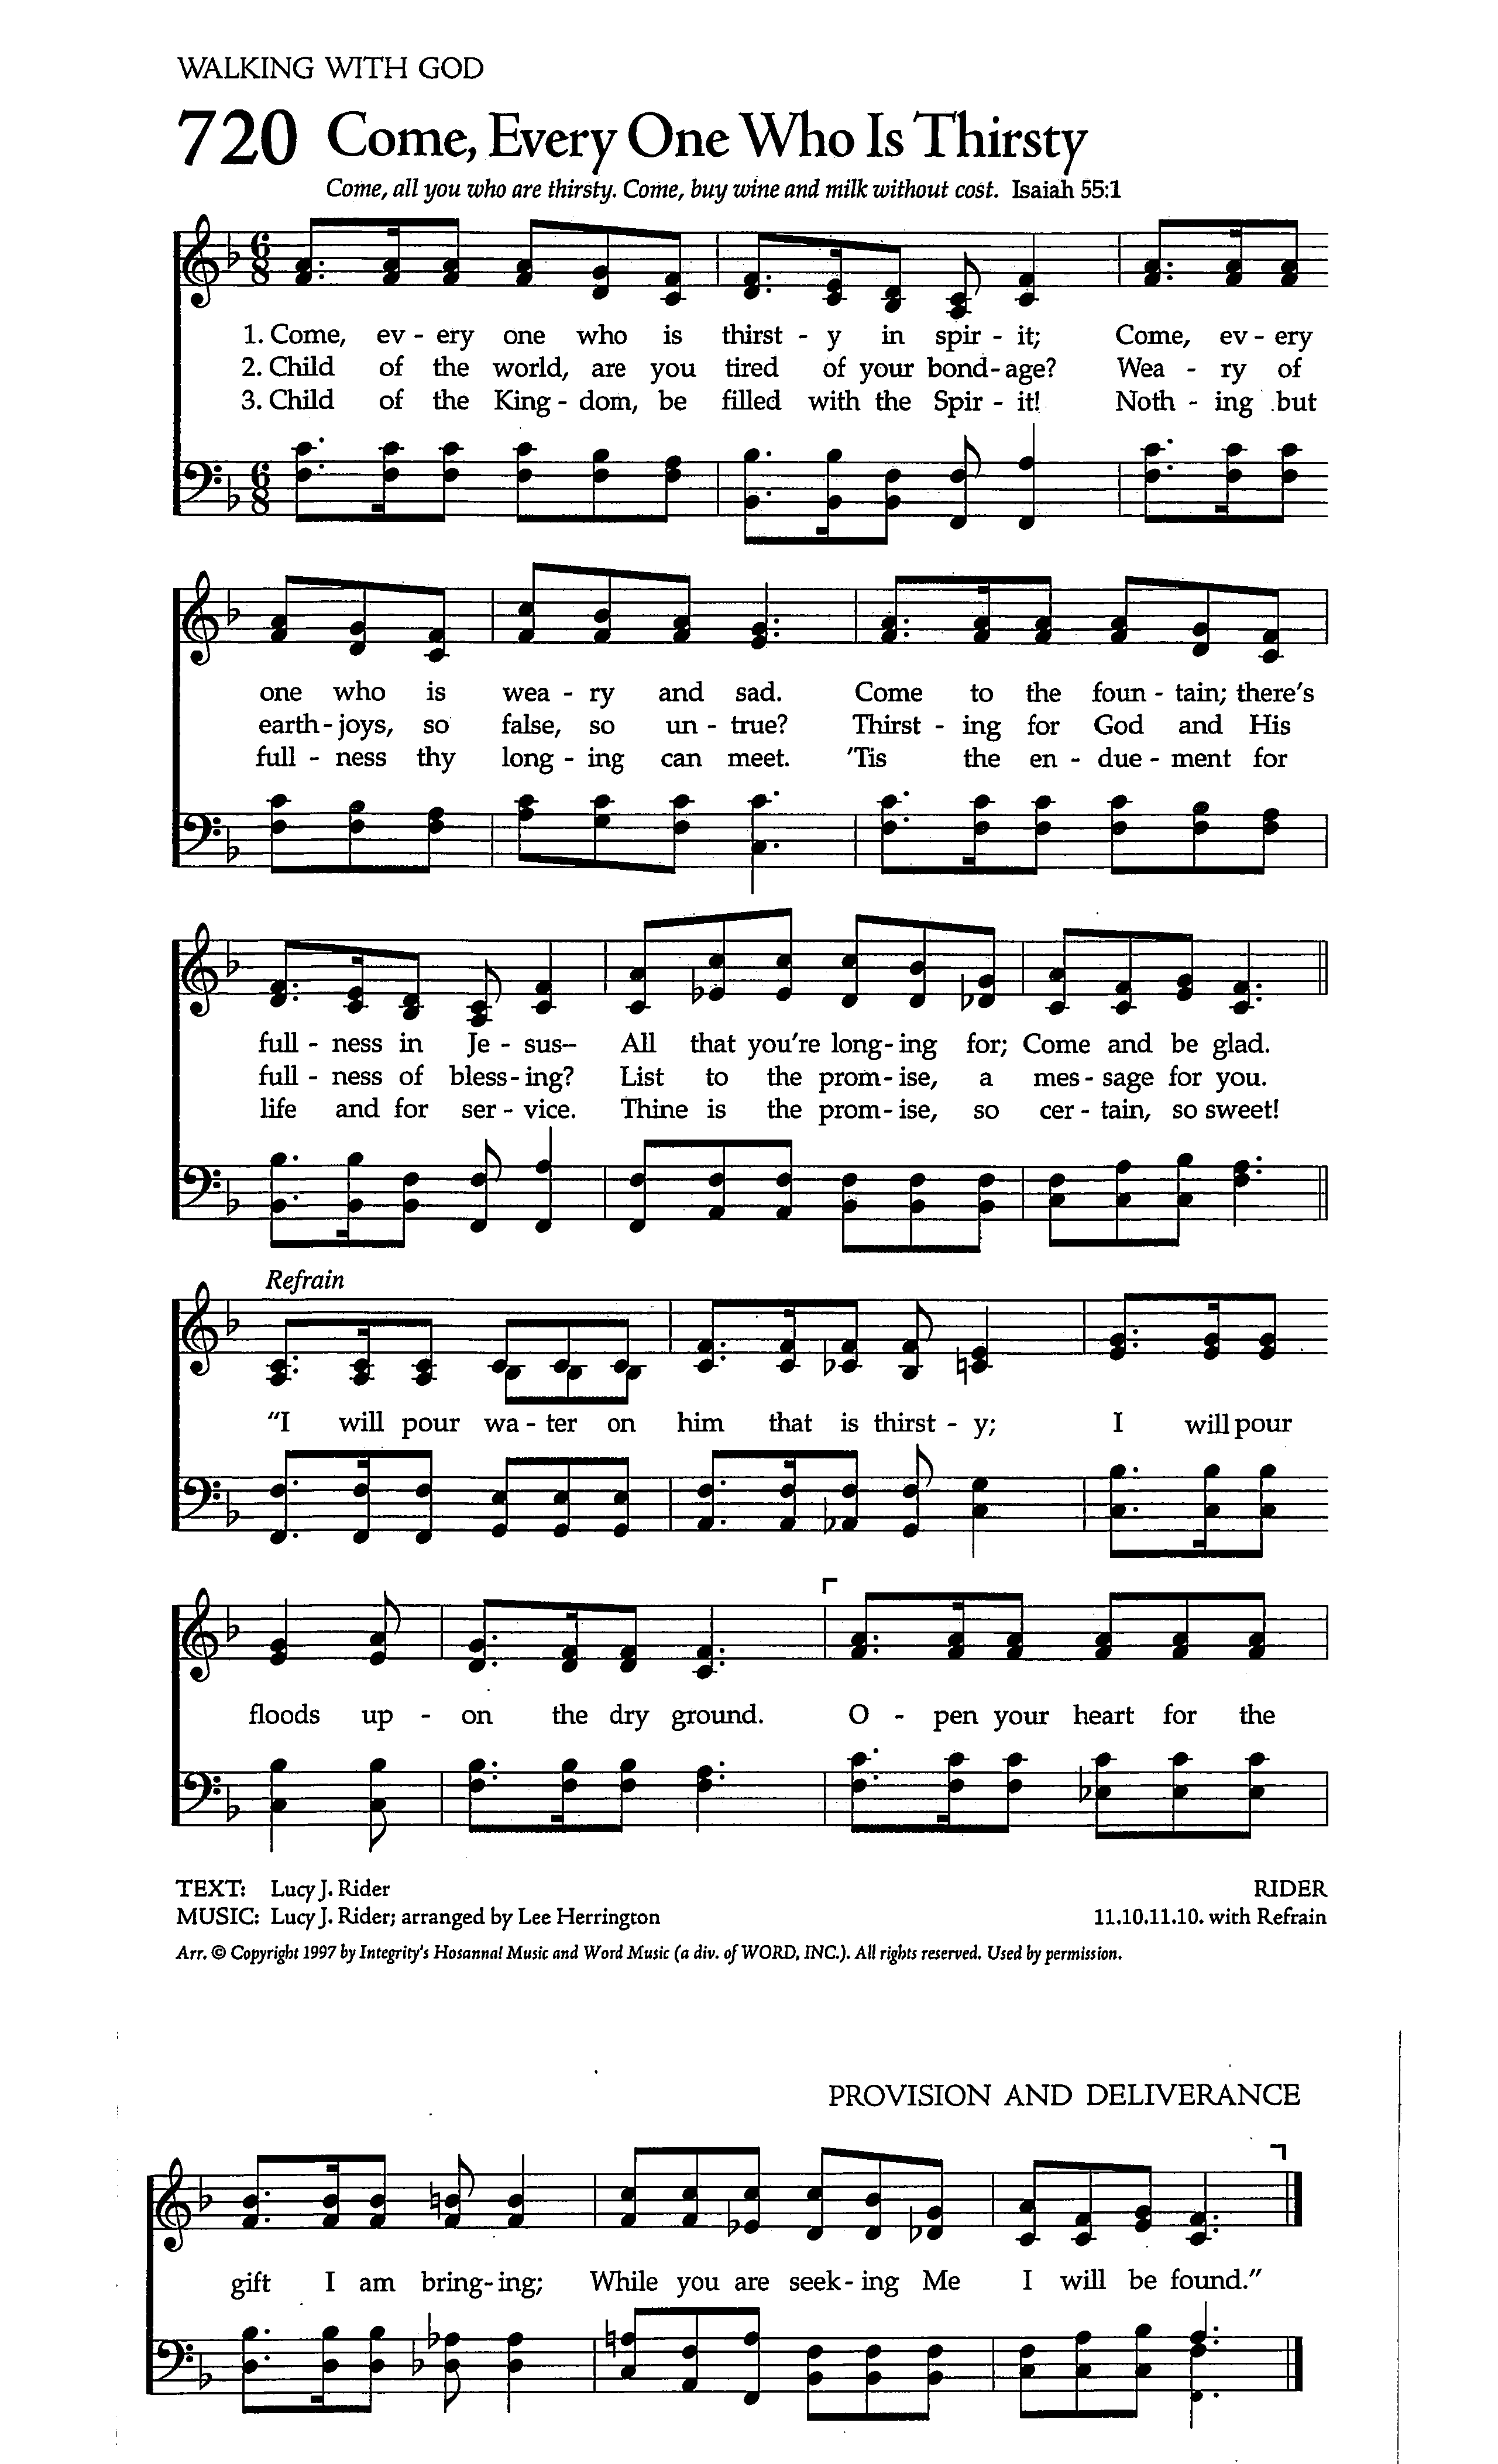 WALKING WITH GOD
720 Come, Every One Who Is Thirsty
Come, all you who are thirsty. Come, buy wine and milk without cost. Isaiah 55:1
6 8
1. Come, ev - ery one who is thirst - y in spir - it; Come, ev - ery
2. Child of the world, are you tired of your bond - age? Wea - ry of
3. Child of the King - dom, be filled with the Spir - it! Noth - ing but
6 8
one who is wea - ry and sad. Come to the foun - tain; there's
earth - joys, so false, so un - true? Thirst - ing for God and His
full - ness thy long - ing can meet. 'Tis the en - due - ment for
full - ness in Je - sus– All that you're long - ing for; Come and be glad.
full - ness of bless - ing? List to the prom - ise, a mes - sage for you.
life and for ser - vice. Thine is the prom - ise, so cer - tain, so sweet!
Refrain
"I will pour wa - ter on him that is thirst - y; I will pour
floods up - on the dry ground. O - pen your heart for the
TEXT: Lucy J. Rider RIDER
MUSIC: Lucy J. Rider; arranged by Lee Herrington 11.10.11.10. with Refrain
Arr. © Copyright 1997 by Integrity's Hosanna! Music and Word Music (a div. of WORD, INC.). All rights reserved. Used by permission.
PROVISION AND DELIVERANCE
gift I am bring - ing; While you are seek - ing Me I will be found."